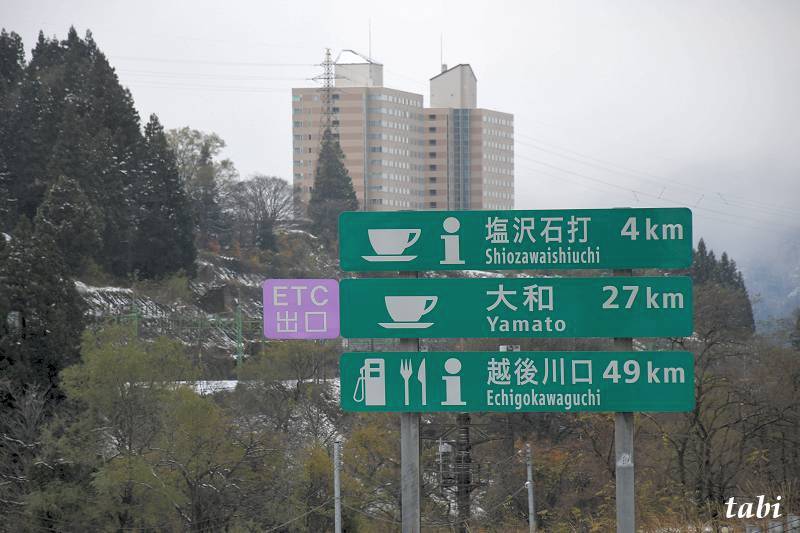 塩沢石打 4 km
Shiozawaishiuchi
ETC
出口
大和 27 km
Yamato
越後川口 49 km
Echigokawaguchi
tabi